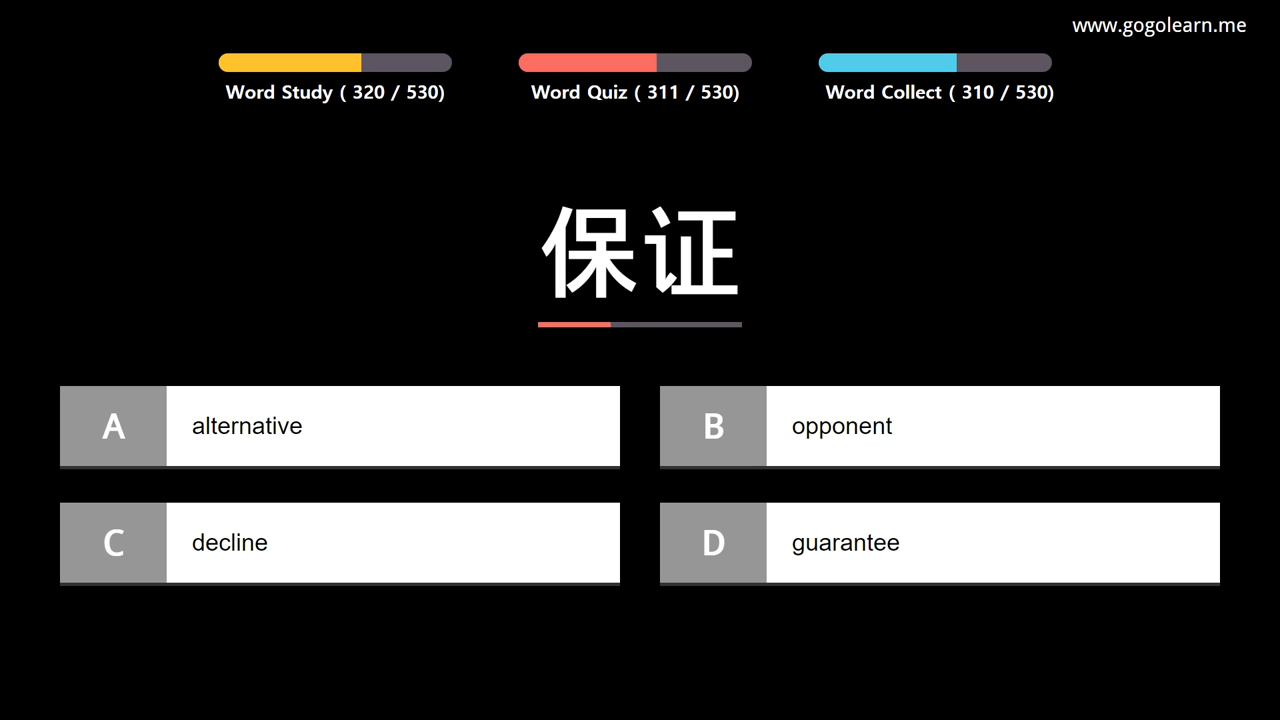 www.gogolearn.me
Word Study ( 320 / 530)
Word Quiz ( 311 / 530)
Word Collect ( 310 / 530)
保证
A alternative
B opponent
C decline
D guarantee